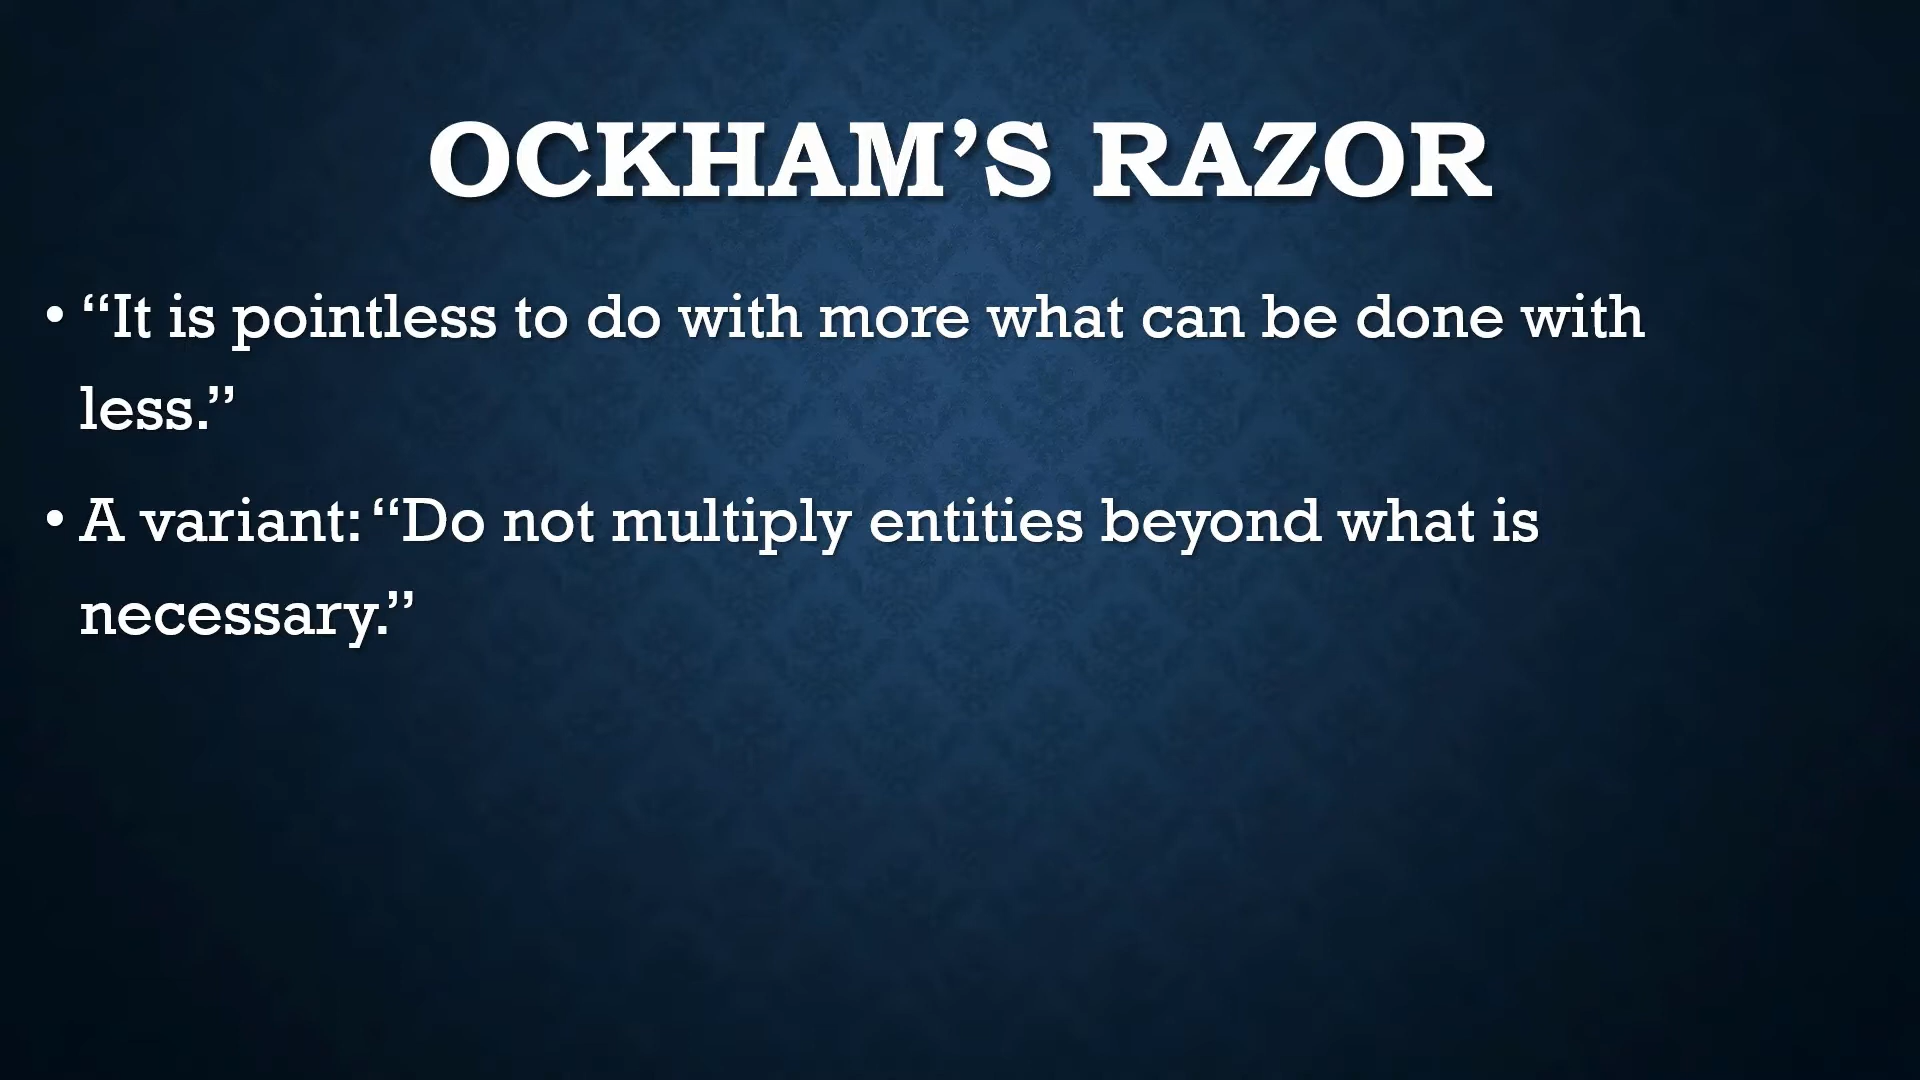 OCKHAM’S RAZOR
• “It is pointless to do with more what can be done with
less.”
• A variant: “Do not multiply entities beyond what is
necessary.”